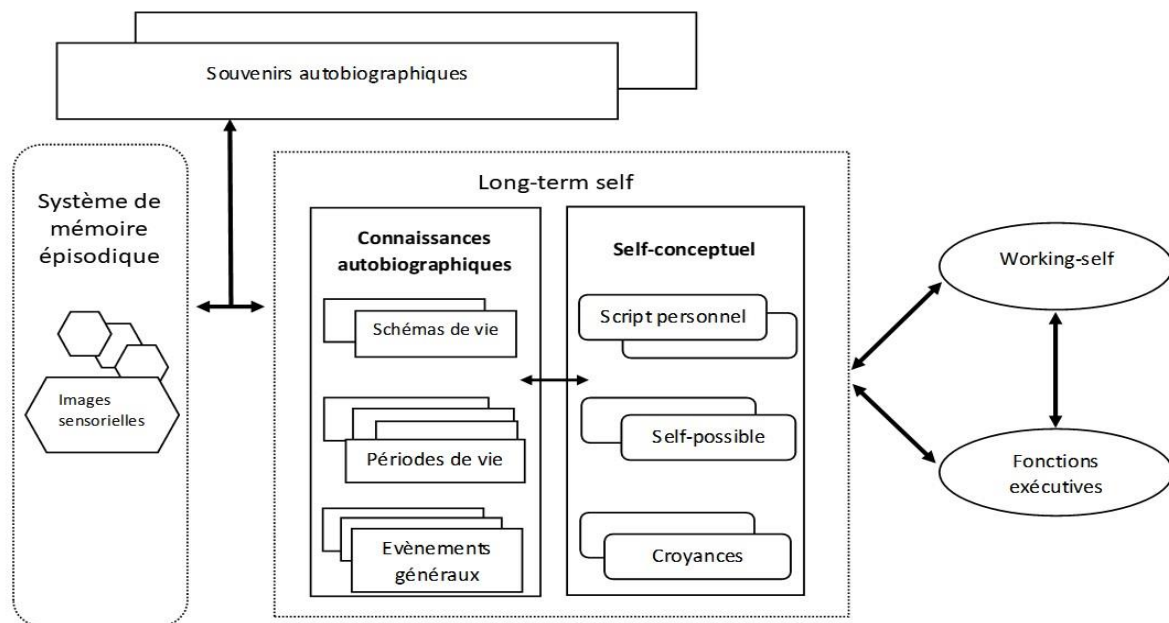 Souvenirs autobiographiques
Système de
mémoire
épisodique
Images
sensorielles
Long-term self
Connaissances
autobiographiques
Schémas de vie
Périodes de vie
Evènements
généraux
Self-conceptuel
Script personnel
Self-possible
Croyances
Working-self
Fonctions
exécutives